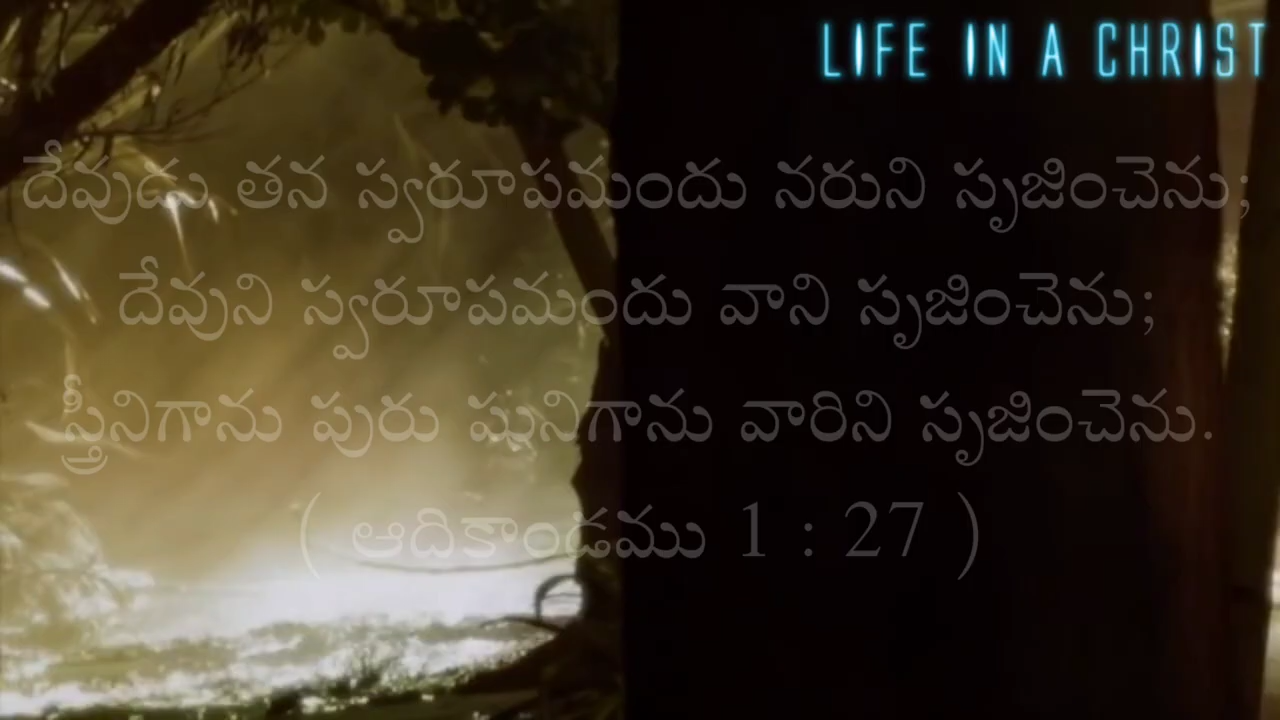 LIFE IN A CHRIST
దేవుడు తన స్వరూపమందు నరుని సృజించెను;
దేవుని స్వరూపమందు వాని సృజించెను;
స్త్రీనిగాను పురు షునిగాను వారిని సృజించెను.
( ఆదికాండము 1 : 27 )